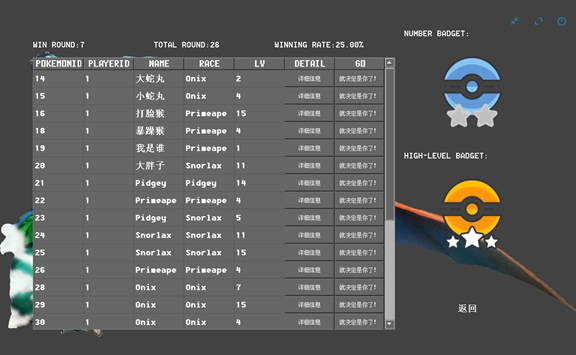 NUMBER BADGET:
WIN ROUND:7 TOTAL ROUND:28 WINNING RATE:25.00%
POKEMONID PLAYERID NAME RACE LV DETAIL GO
14 1 大蛇丸 Onix 2 详细信息 就决定是你了!
15 1 小蛇丸 Onix 4 详细信息 就决定是你了!
16 1 打脸猴 Primeape 15 详细信息 就决定是你了!
18 1 暴躁猴 Primeape 4 详细信息 就决定是你了!
19 1 我是谁 Primeape 1 详细信息 就决定是你了!
20 1 大胖子 Snorlax 11 详细信息 就决定是你了!
21 1 Pidgey Pidgey 14 详细信息 就决定是你了!
22 1 Primeape Primeape 4 详细信息 就决定是你了!
23 1 Pidgey Snorlax 5 详细信息 就决定是你了!
24 1 Snorlax Snorlax 11 详细信息 就决定是你了!
25 1 Snorlax Snorlax 15 详细信息 就决定是你了!
26 1 Primeape Primeape 4 详细信息 就决定是你了!
28 1 Onix Onix 7 详细信息 就决定是你了!
29 1 Onix Onix 15 详细信息 就决定是你了!
30 1 Onix Onix 4 详细信息 就决定是你了!
HIGH-LEVEL BADGET:
返回